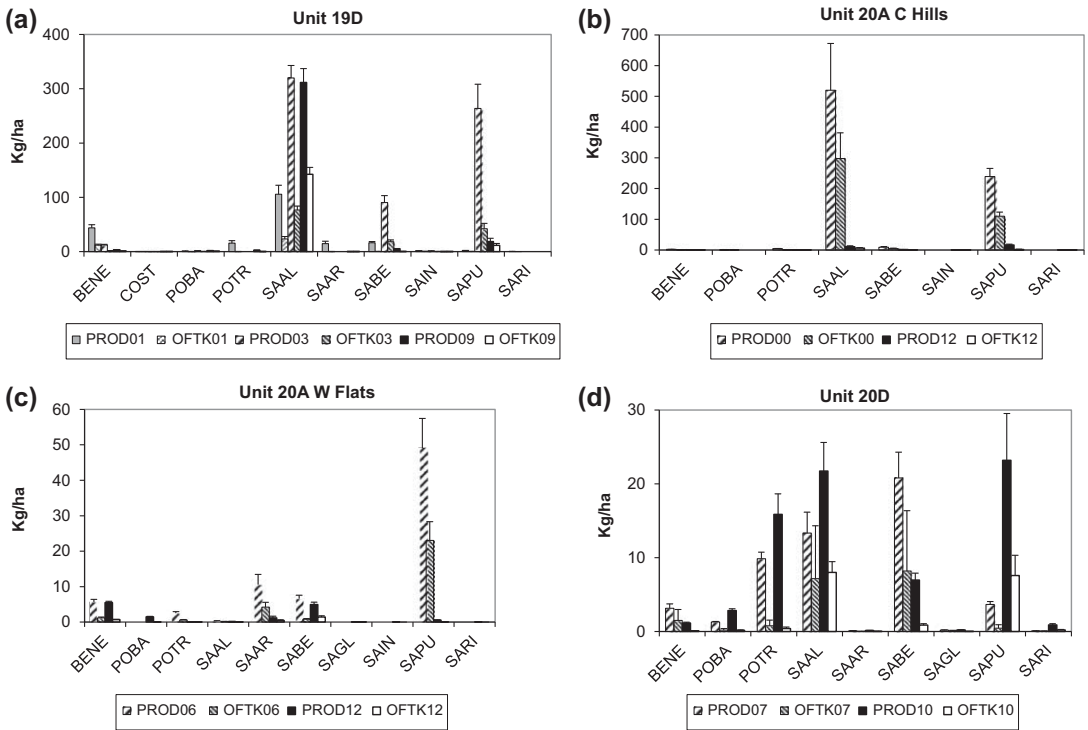 (a)
Unit 19D
Kg/ha
400
300
200
100
0
BENE COST POBA POTR SAAL SAAR SABE SAIN SAPU SARI
PROD01 OFTK01 PROD03 OFTK03 PROD09 OFTK09
(b)
Unit 20A C Hills
Kg/ha
700
600
500
400
300
200
100
0
BENE POBA POTR SAAL SABE SAIN SAPU SARI
PROD00 OFTK00 PROD12 OFTK12
(c)
Unit 20A W Flats
Kg/ha
60
50
40
30
20
10
0
BENE POBA POTR SAAL SAAR SABE SAGL SAIN SAPU SARI
PROD06 OFTK06 PROD12 OFTK12
(d)
Unit 20D
Kg/ha
30
20
10
0
BENE POBA POTR SAAL SAAR SABE SAGL SAPU SARI
PROD07 OFTK07 PROD10 OFTK10